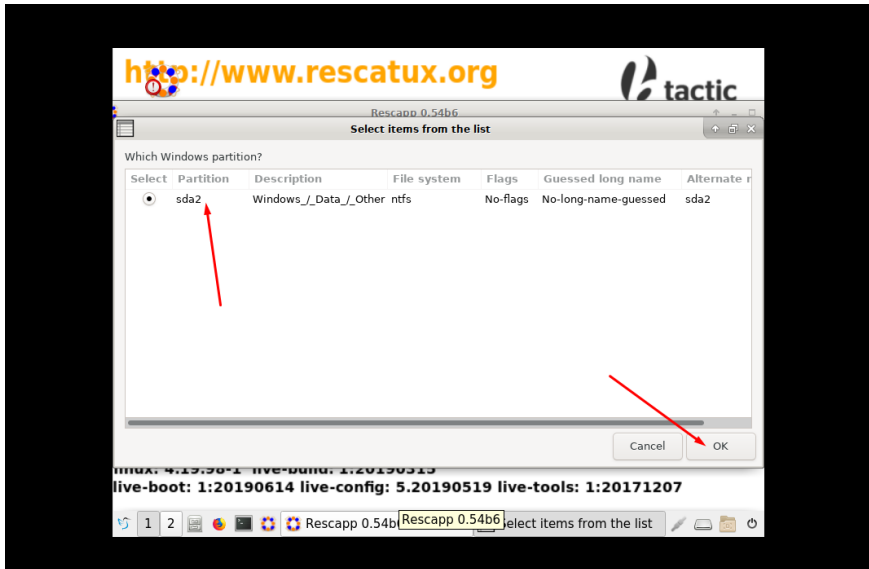 http://www.rescatux.org
tactic
Rescapp 0.54b6
Select items from the list
Which Windows partition?
Select Partition Description File system Flags Guessed long name Alternate
sda2 Windows_/_Data_/_Other ntfs No-flags No-long-name-guessed sda2
Cancel OK
linux: 4.19.98-1 live-build: 1:20190315
live-boot: 1:20190614 live-config: 5.20190519 live-tools: 1:20171207
1 2 Rescapp 0.54b Rescapp 0.54b6 elect items from the list